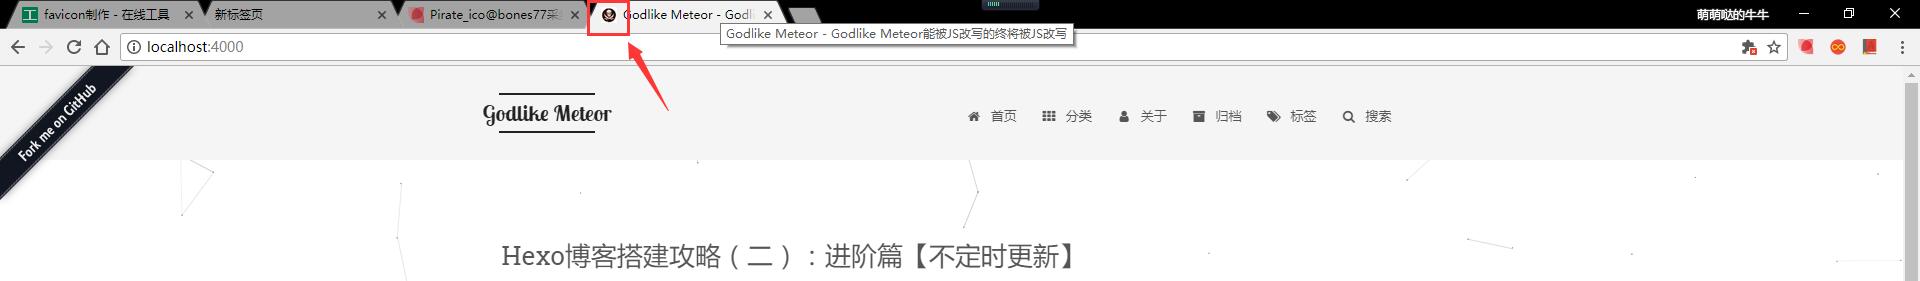 favicon制作 - 在线工具
新标签页
Pirate_ico@bones77采
Godlike Meteor - Godl
萌萌哒的牛牛
localhost:4000
Godlike Meteor - Godlike Meteor能被JS改写的终将被JS改写
Fork me on GitHub
Godlike Meteor
首页
分类
关于
归档
标签
搜索
Hexo博客搭建攻略（二）：进阶篇【不定时更新】